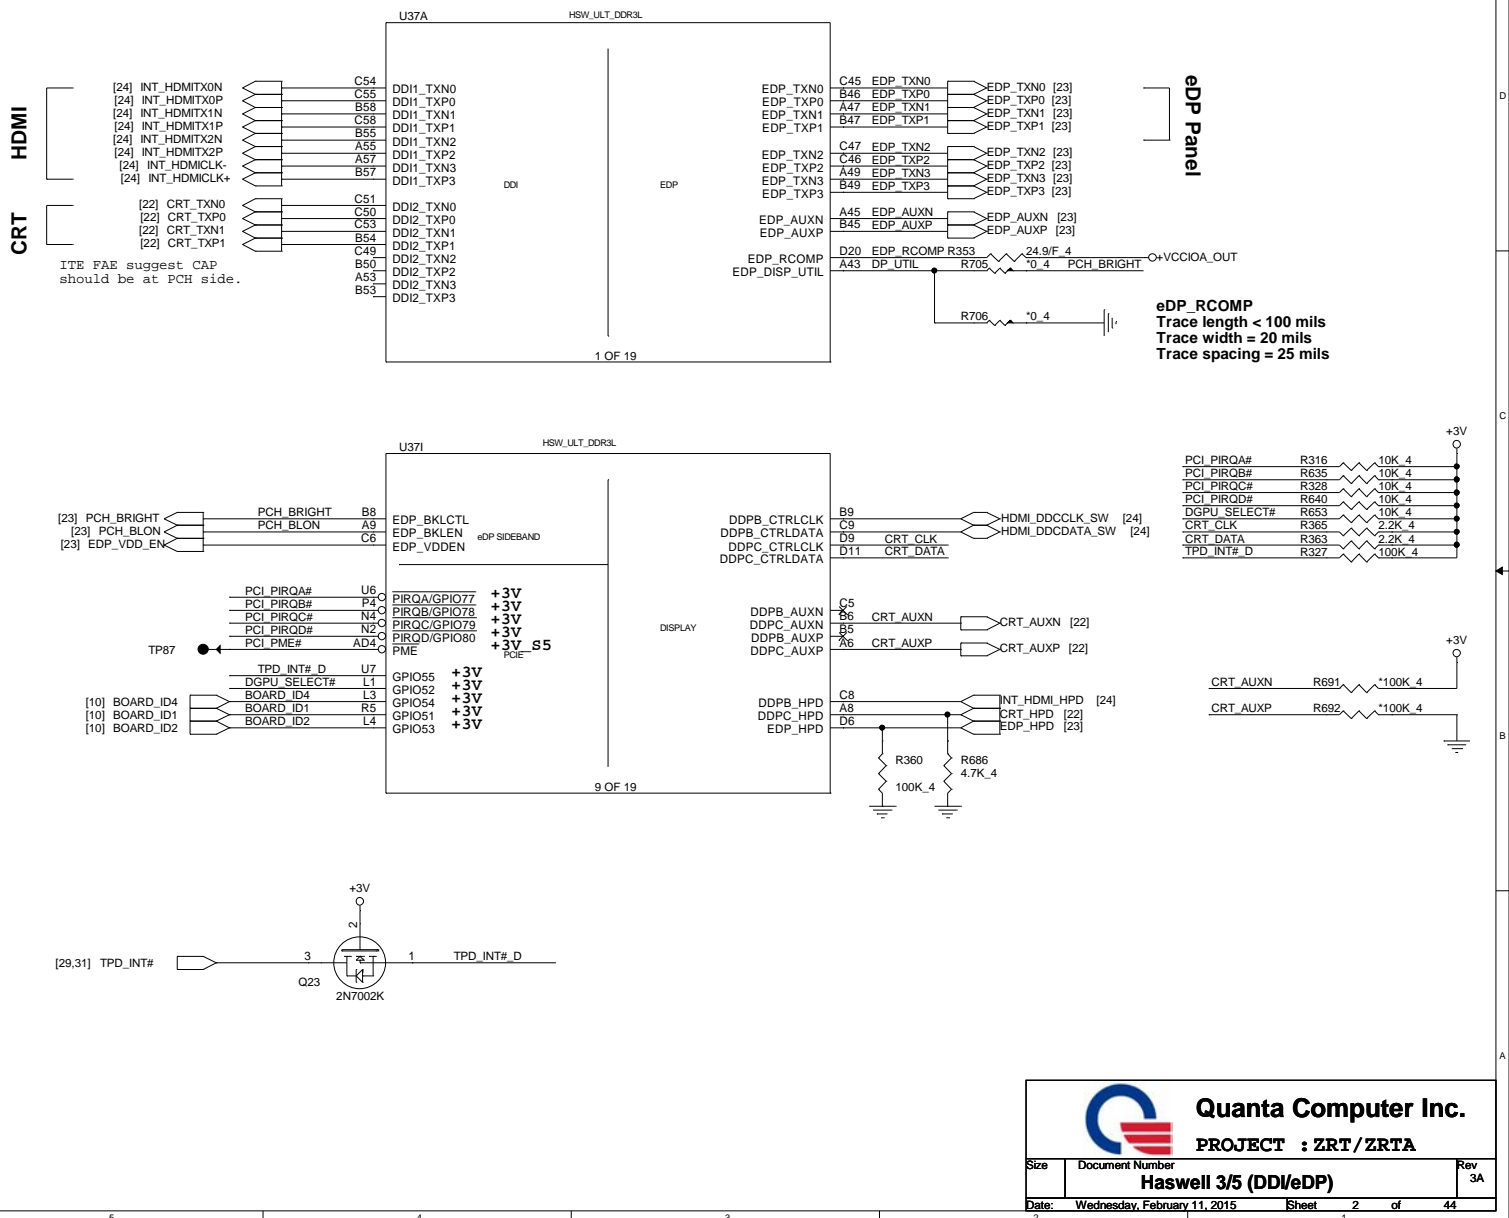 U37A
HSW_ULT_DDR3L
HDMI
[24] INT_HDMITX0N C54 DDI1_TXN0
[24] INT_HDMITX0P C55 DDI1_TXP0
[24] INT_HDMITX1N B58 DDI1_TXN1
[24] INT_HDMITX1P C58 DDI1_TXP1
[24] INT_HDMITX2N B55 DDI1_TXN2
[24] INT_HDMITX2P A55 DDI1_TXP2
[24] INT_HDMICLK- A57 DDI1_TXN3
[24] INT_HDMICLK+ B57 DDI1_TXP3
CRT
[22] CRT_TXN0 C51 DDI2_TXN0
[22] CRT_TXP0 C50 DDI2_TXP0
[22] CRT_TXN1 C53 DDI2_TXN1
[22] CRT_TXP1 B54 DDI2_TXP1
C49 DDI2_TXN2
B50 DDI2_TXP2
A53 DDI2_TXN3
B53 DDI2_TXP3
ITE FAE suggest CAP
should be at PCH side.
DDI
EDP
EDP_TXN0 C45 EDP_TXN0 EDP_TXN0 [23]
EDP_TXP0 B46 EDP_TXP0 EDP_TXP0 [23]
EDP_TXN1 A47 EDP_TXN1 EDP_TXN1 [23]
EDP_TXP1 B47 EDP_TXP1 EDP_TXP1 [23]
EDP_TXN2 C47 EDP_TXN2 EDP_TXN2 [23]
EDP_TXP2 C46 EDP_TXP2 EDP_TXP2 [23]
EDP_TXN3 A49 EDP_TXN3 EDP_TXN3 [23]
EDP_TXP3 B49 EDP_TXP3 EDP_TXP3 [23]
EDP_AUXN A45 EDP_AUXN EDP_AUXN [23]
EDP_AUXP B45 EDP_AUXP EDP_AUXP [23]
EDP_RCOMP D20 EDP_RCOMP R353 24.9/F_4 +VCCIOA_OUT
EDP_DISP_UTIL A43 DP_UTIL R705 *0_4 PCH_BRIGHT
R706 *0_4
eDP Panel
eDP_RCOMP
Trace length < 100 mils
Trace width = 20 mils
Trace spacing = 25 mils
1 OF 19
U37I
HSW_ULT_DDR3L
[23] PCH_BRIGHT PCH_BRIGHT B8 EDP_BKLCTL
[23] PCH_BLON PCH_BLON A9 EDP_BKLEN
[23] EDP_VDD_EN C6 EDP_VDDEN
eDP SIDEBAND
PCI_PIRQA# U6 PIRQA/GPIO77 +3V
PCI_PIRQB# P4 PIRQB/GPIO78 +3V
PCI_PIRQC# N4 PIRQC/GPIO79 +3V
PCI_PIRQD# N2 PIRQD/GPIO80 +3V
TP87 PCI_PME# AD4 PME +3V_S5
PCIE
TPD_INT#_D U7 GPIO55 +3V
DGPU_SELECT# L1 GPIO52 +3V
[10] BOARD_ID4 BOARD_ID4 L3 GPIO54 +3V
[10] BOARD_ID1 BOARD_ID1 R5 GPIO51 +3V
[10] BOARD_ID2 BOARD_ID2 L4 GPIO53 +3V
DISPLAY
DDPB_CTRLCLK B9 HDMI_DDCCLK_SW [24]
DDPB_CTRLDATA C9 HDMI_DDCDATA_SW [24]
DDPC_CTRLCLK D9 CRT_CLK
DDPC_CTRLDATA D11 CRT_DATA
DDPB_AUXN C5
DDPC_AUXN B6 CRT_AUXN CRT_AUXN [22]
DDPB_AUXP B5
DDPC_AUXP A6 CRT_AUXP CRT_AUXP [22]
DDPB_HPD C8 INT_HDMI_HPD [24]
DDPC_HPD A8 CRT_HPD [22]
EDP_HPD D6 EDP_HPD [23]
R360
100K_4
R686
4.7K_4
9 OF 19
+3V
PCI_PIRQA# R316 10K_4
PCI_PIRQB# R635 10K_4
PCI_PIRQC# R328 10K_4
PCI_PIRQD# R640 10K_4
DGPU_SELECT# R653 10K_4
CRT_CLK R365 2.2K_4
CRT_DATA R363 2.2K_4
TPD_INT#_D R327 100K_4
+3V
CRT_AUXN R691 *100K_4
CRT_AUXP R692 *100K_4
+3V
2
[29,31] TPD_INT# 3 1 TPD_INT#_D
Q23
2N7002K
D
C
B
A
Quanta Computer Inc.
PROJECT : ZRT/ZRTA
Size Document Number Rev
Haswell 3/5 (DDI/eDP) 3A
Date: Wednesday, February 11, 2015 Sheet 2 of 44
5 4 3 2 1